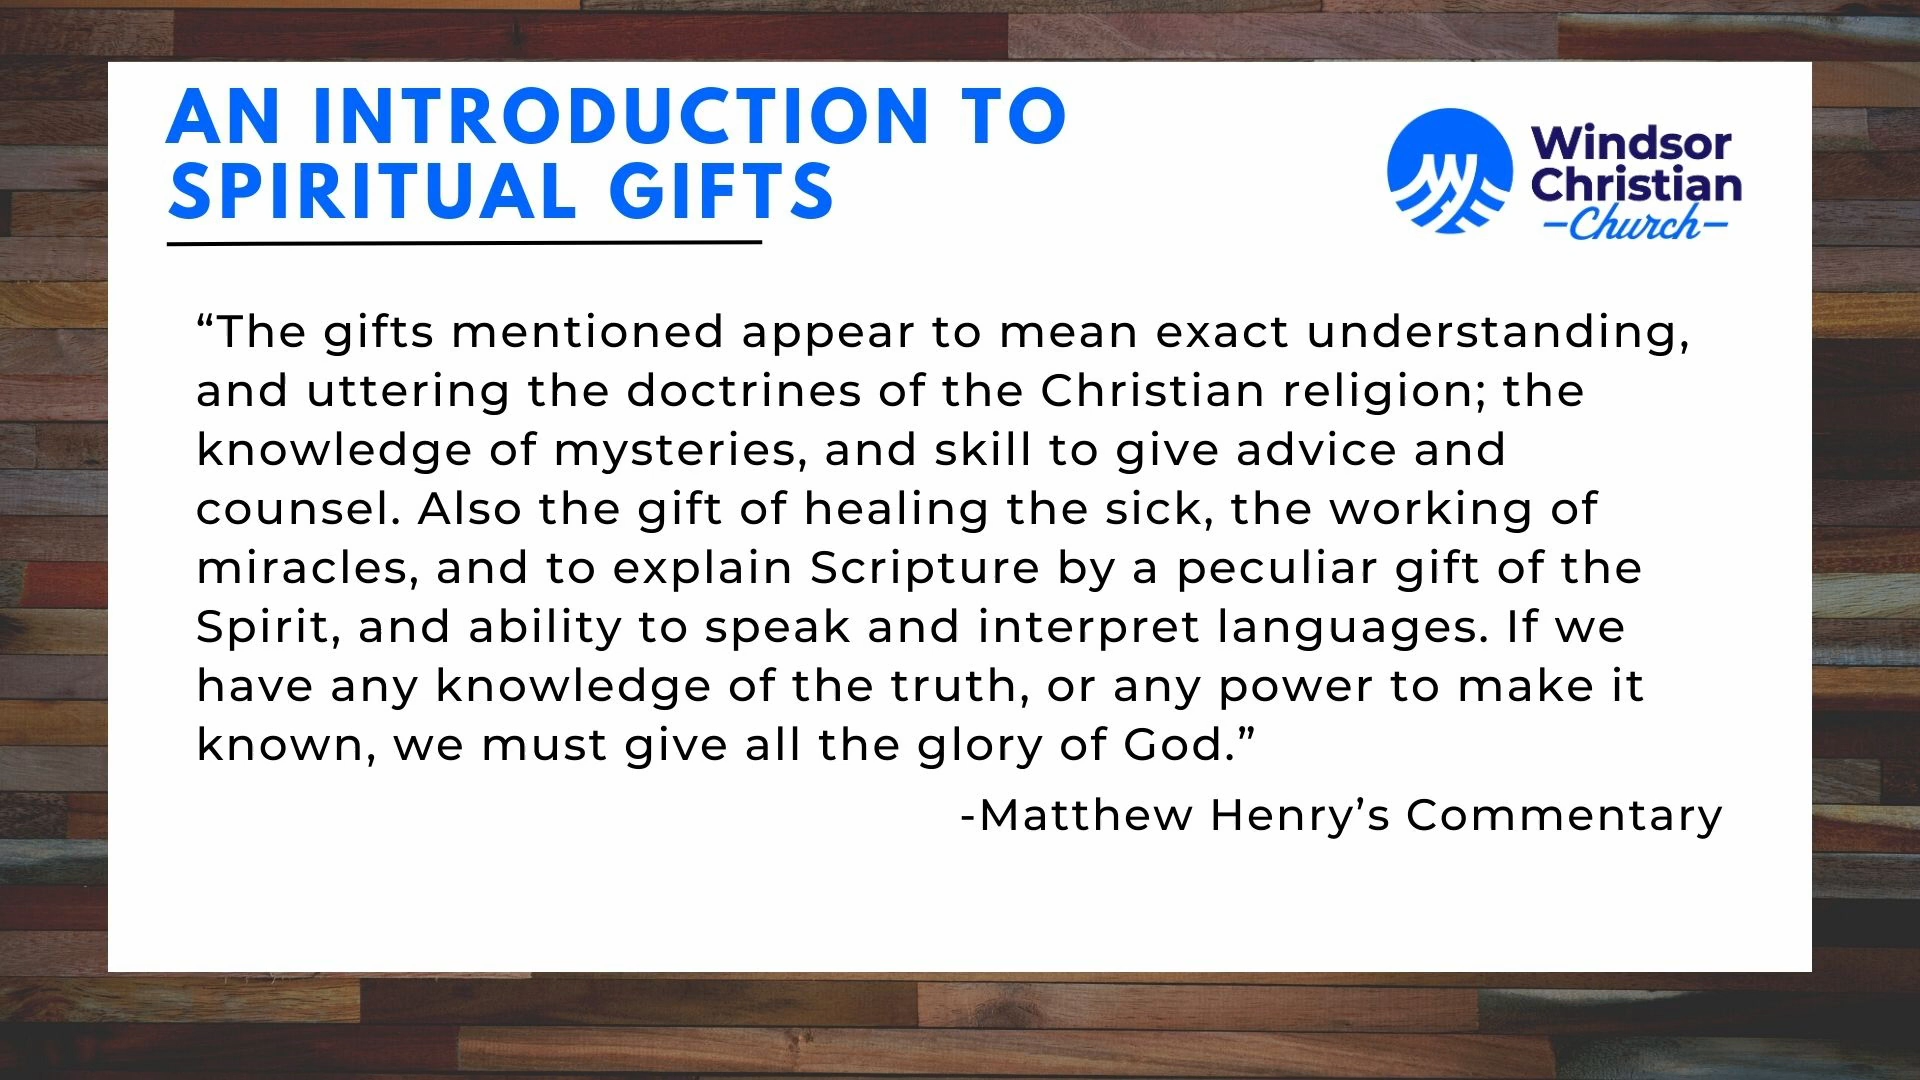 AN INTRODUCTION TO
SPIRITUAL GIFTS
Windsor
Christian
–Church–
“The gifts mentioned appear to mean exact understanding,
and uttering the doctrines of the Christian religion; the
knowledge of mysteries, and skill to give advice and
counsel. Also the gift of healing the sick, the working of
miracles, and to explain Scripture by a peculiar gift of the
Spirit, and ability to speak and interpret languages. If we
have any knowledge of the truth, or any power to make it
known, we must give all the glory of God.”
-Matthew Henry’s Commentary